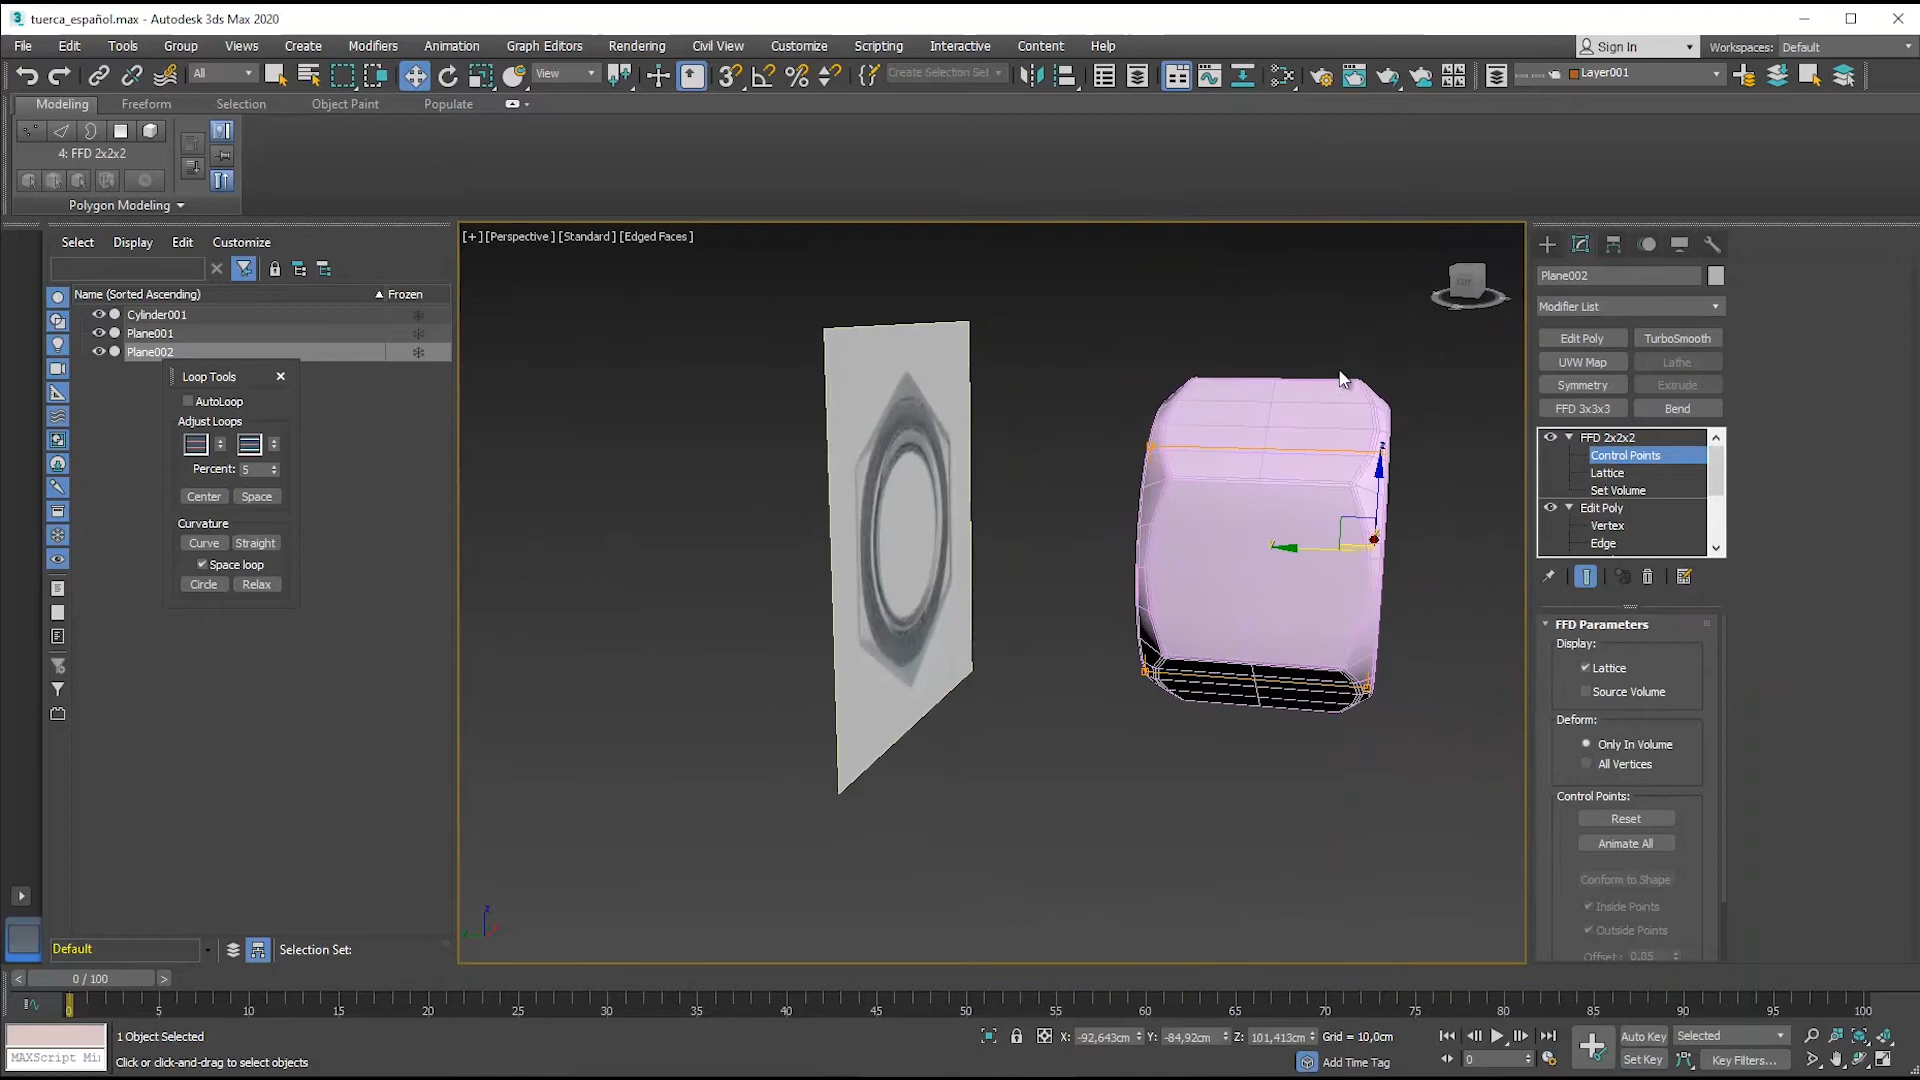 tuerca_español.max - Autodesk 3ds Max 2020
File Edit Tools Group Views Create Modifiers Animation Graph Editors Rendering Civil View Customize Scripting Interactive Content Help
Sign In Workspaces: Default
All View Create Selection Set Layer001
Modeling Freeform Selection Object Paint Populate
4: FFD 2x2x2
Polygon Modeling
Select Display Edit Customize
Name (Sorted Ascending) Frozen
Cylinder001
Plane001
Plane002
Loop Tools
AutoLoop
Adjust Loops
Percent: 5
Center Space
Curvature
Curve Straight
Space loop
Circle Relax
[+] [Perspective] [Standard] [Edged Faces]
Plane002
Modifier List
Edit Poly TurboSmooth
UVW Map Lathe
Symmetry Extrude
FFD 3x3x3 Bend
FFD 2x2x2
Control Points
Lattice
Set Volume
Edit Poly
Vertex
Edge
FFD Parameters
Display:
Lattice
Source Volume
Deform:
Only In Volume
All Vertices
Control Points:
Reset
Animate All
Conform to Shape
Inside Points
Outside Points
Offset: 0.05
Default Selection Set:
0 / 100
0 5 10 15 20 25 30 35 40 45 50 55 60 65 70 75 80 85 90 95 100
1 Object Selected X: -92,643cm Y: -84,92cm Z: 101,413cm Grid = 10,0cm Auto Key Selected
MAXScript Mi Click or click-and-drag to select objects Add Time Tag 0 Set Key Key Filters...